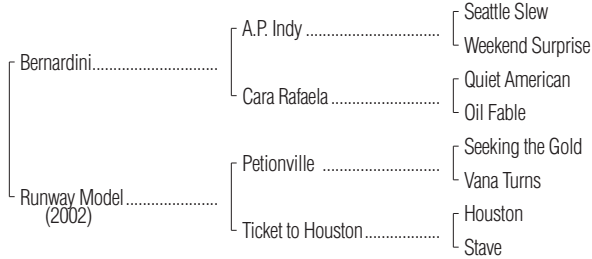 Seattle Slew
A.P. Indy ..............................
Weekend Surprise
Bernardini............................
Quiet American
Cara Rafaela ........................
Oil Fable
Seeking the Gold
Petionville ..........................
Vana Turns
Runway Model ....................
(2002)
Houston
Ticket to Houston................
Stave